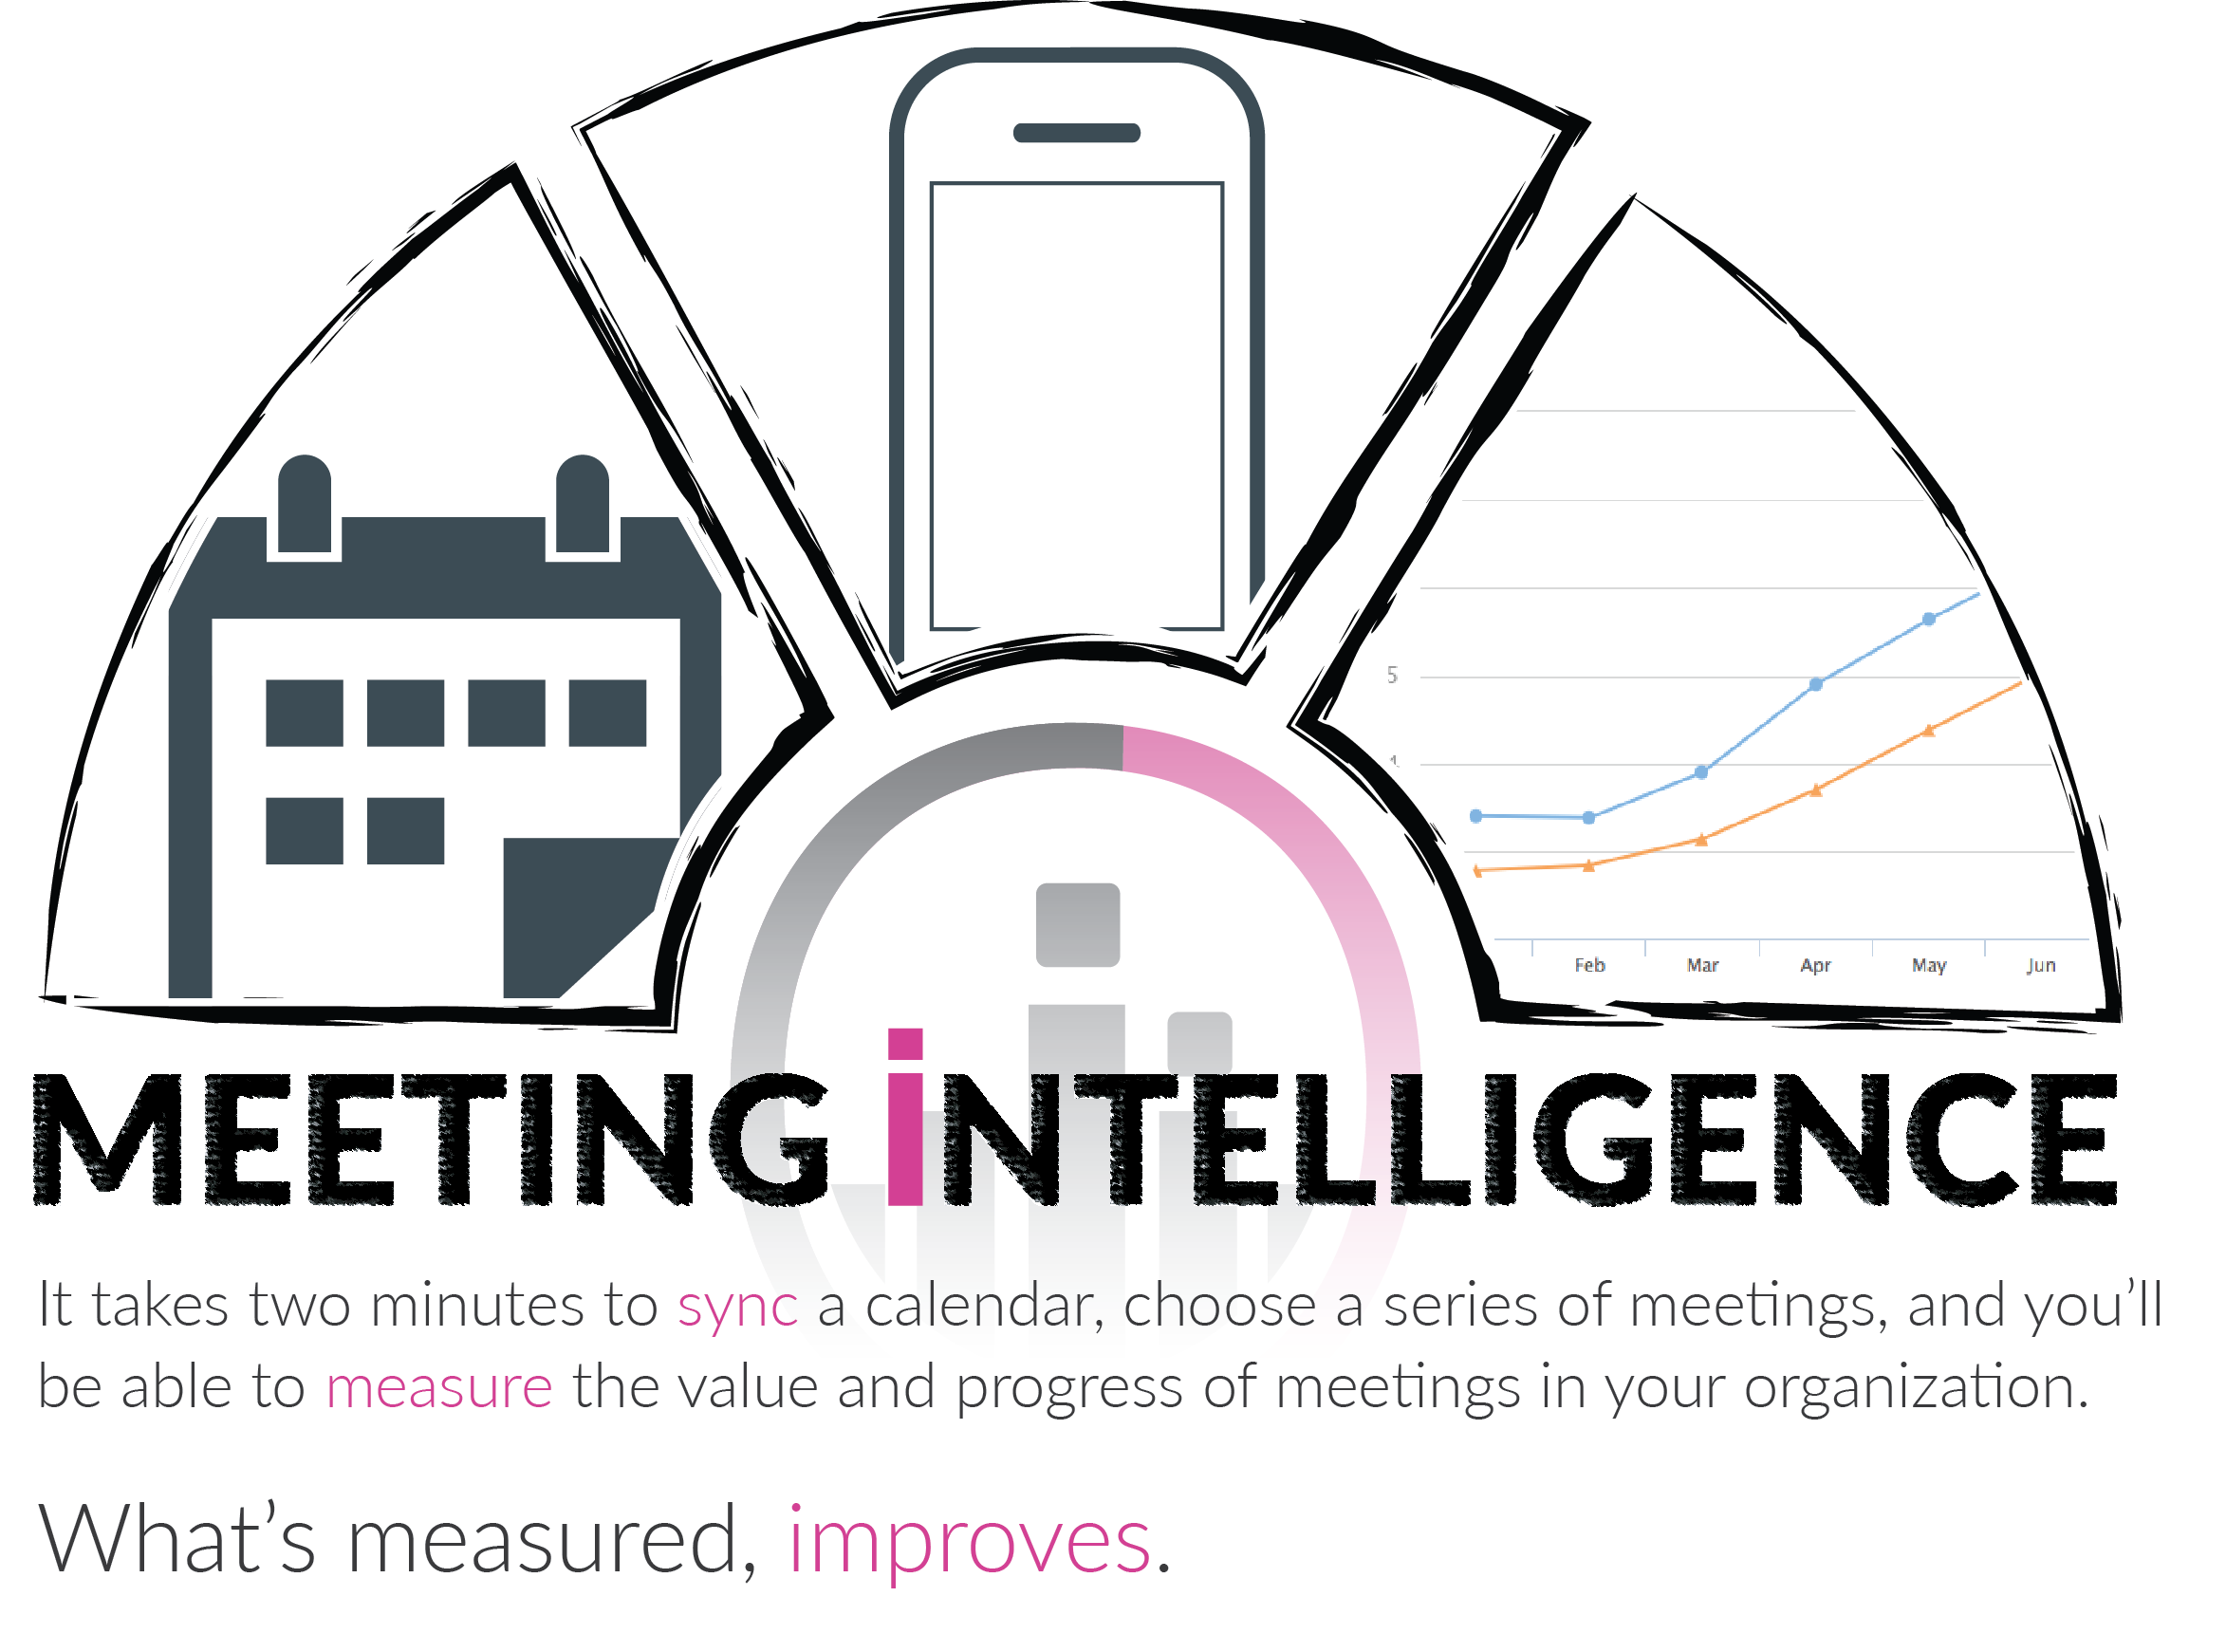 5
4
Feb Mar Apr May Jun
MEETING iNTELLIGENCE
It takes two minutes to sync a calendar, choose a series of meetings, and you’ll
be able to measure the value and progress of meetings in your organization.
What’s measured, improves.